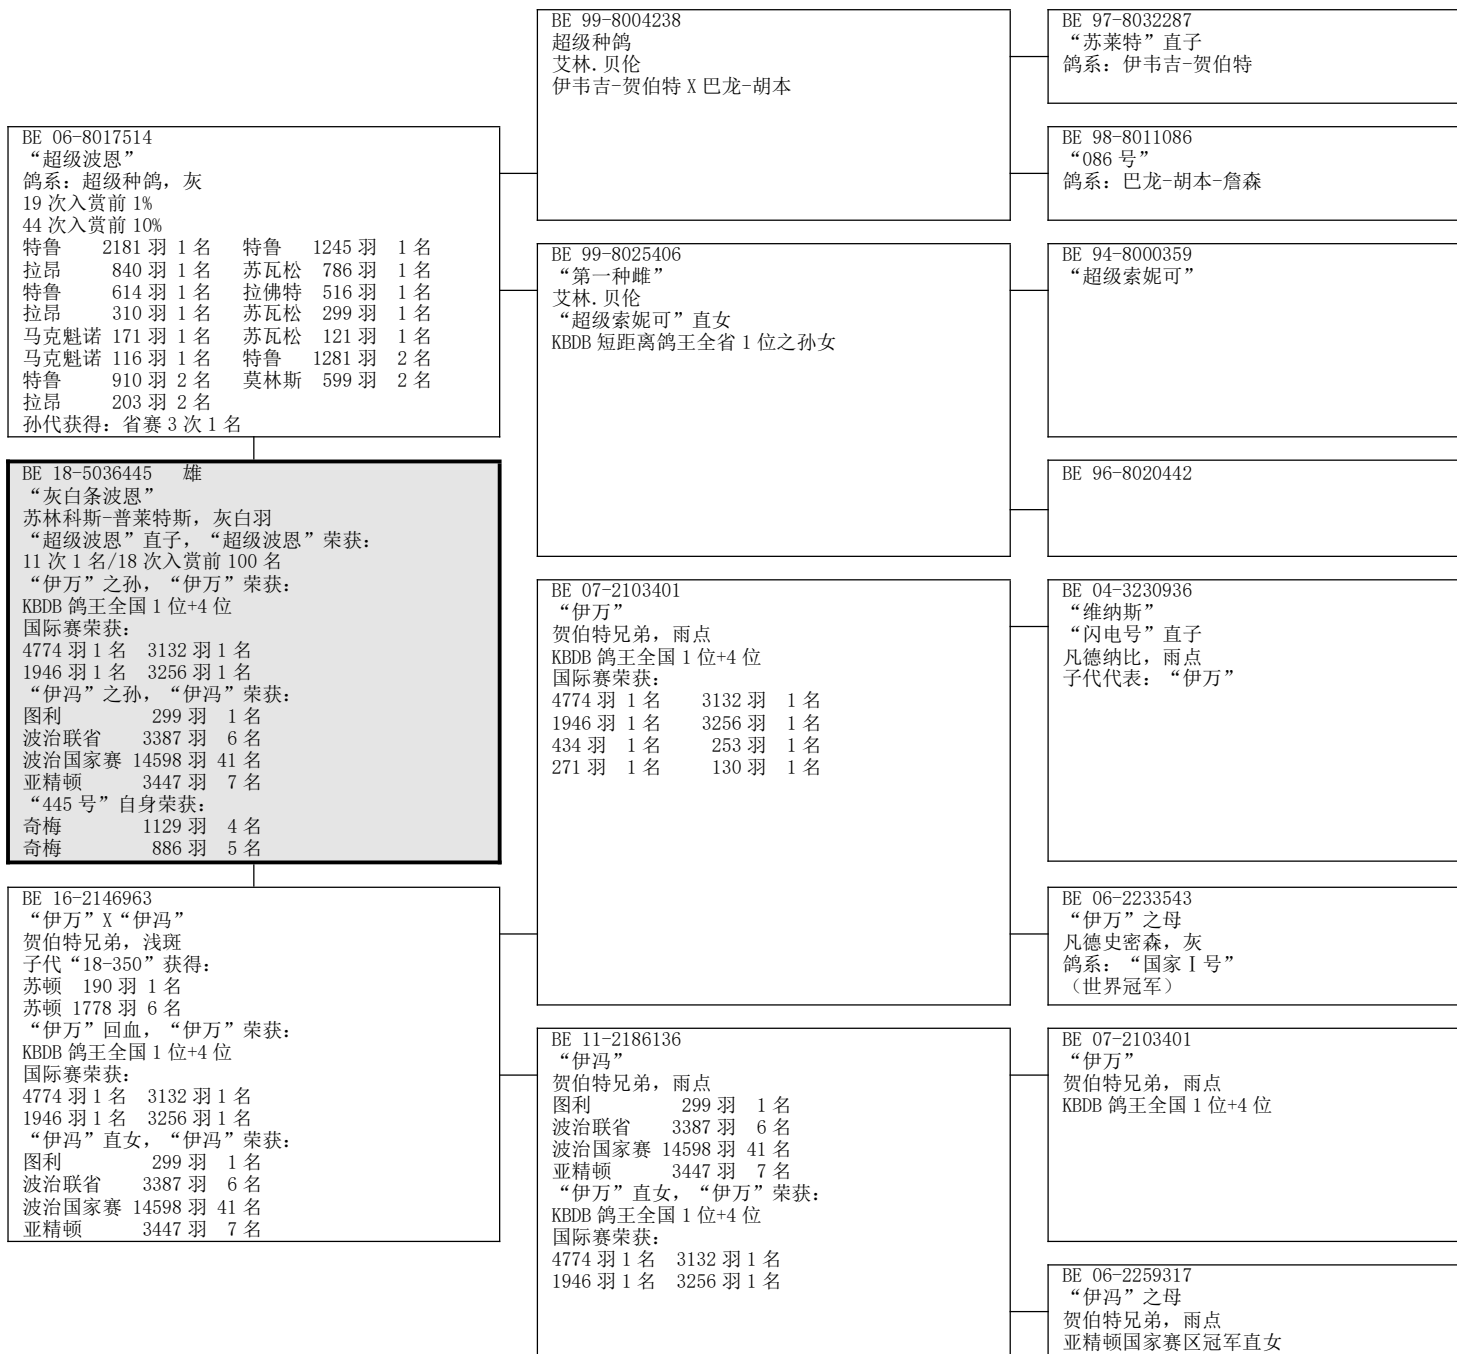 BE 06-8017514
“超级波恩”
鸽系：超级种鸽，灰
19 次入赏前 1%
44 次入赏前 10%
特鲁 2181 羽 1 名 特鲁 1245 羽 1 名
拉昂 840 羽 1 名 苏瓦松 786 羽 1 名
特鲁 614 羽 1 名 拉佛特 516 羽 1 名
拉昂 310 羽 1 名 苏瓦松 299 羽 1 名
马克魁诺 171 羽 1 名 苏瓦松 121 羽 1 名
马克魁诺 116 羽 1 名 特鲁 1281 羽 2 名
特鲁 910 羽 2 名 莫林斯 599 羽 2 名
拉昂 203 羽 2 名
孙代获得：省赛 3 次 1 名
BE 18-5036445 雄
“灰白条波恩”
苏林科斯-普莱特斯，灰白羽
“超级波恩”直子，“超级波恩”荣获：
11 次 1 名/18 次入赏前 100 名
“伊万”之孙，“伊万”荣获：
KBDB 鸽王全国 1 位+4 位
国际赛荣获：
4774 羽 1 名 3132 羽 1 名
1946 羽 1 名 3256 羽 1 名
“伊冯”之孙，“伊冯”荣获：
图利 299 羽 1 名
波治联省 3387 羽 6 名
波治国家赛 14598 羽 41 名
亚精顿 3447 羽 7 名
“445 号”自身荣获：
奇梅 1129 羽 4 名
奇梅 886 羽 5 名
BE 16-2146963
“伊万”X“伊冯”
贺伯特兄弟，浅斑
子代“18-350”获得：
苏顿 190 羽 1 名
苏顿 1778 羽 6 名
“伊万”回血，“伊万”荣获：
KBDB 鸽王全国 1 位+4 位
国际赛荣获：
4774 羽 1 名 3132 羽 1 名
1946 羽 1 名 3256 羽 1 名
“伊冯”直女，“伊冯”荣获：
图利 299 羽 1 名
波治联省 3387 羽 6 名
波治国家赛 14598 羽 41 名
亚精顿 3447 羽 7 名
BE 99-8004238
超级种鸽
艾林.贝伦
伊韦吉-贺伯特 X 巴龙-胡本
BE 99-8025406
“第一种雌”
艾林.贝伦
“超级索妮可”直女
KBDB 短距离鸽王全省 1 位之孙女
BE 07-2103401
“伊万”
贺伯特兄弟，雨点
KBDB 鸽王全国 1 位+4 位
国际赛荣获：
4774 羽 1 名 3132 羽 1 名
1946 羽 1 名 3256 羽 1 名
434 羽 1 名 253 羽 1 名
271 羽 1 名 130 羽 1 名
BE 11-2186136
“伊冯”
贺伯特兄弟，雨点
图利 299 羽 1 名
波治联省 3387 羽 6 名
波治国家赛 14598 羽 41 名
亚精顿 3447 羽 7 名
“伊万”直女，“伊万”荣获：
KBDB 鸽王全国 1 位+4 位
国际赛荣获：
4774 羽 1 名 3132 羽 1 名
1946 羽 1 名 3256 羽 1 名
BE 97-8032287
“苏莱特”直子
鸽系：伊韦吉-贺伯特
BE 98-8011086
“086 号”
鸽系：巴龙-胡本-詹森
BE 94-8000359
“超级索妮可”
BE 96-8020442
BE 04-3230936
“维纳斯”
“闪电号”直子
凡德纳比，雨点
子代代表：“伊万”
BE 06-2233543
“伊万”之母
凡德史密森，灰
鸽系：“国家Ⅰ号”
（世界冠军）
BE 07-2103401
“伊万”
贺伯特兄弟，雨点
KBDB 鸽王全国 1 位+4 位
BE 06-2259317
“伊冯”之母
贺伯特兄弟，雨点
亚精顿国家赛区冠军直女